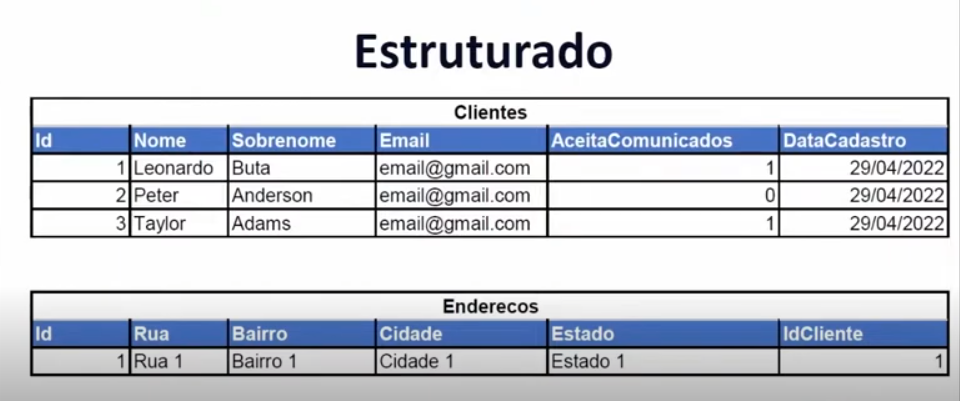 Estruturado
Clientes
Id Nome Sobrenome Email AceitaComunicados DataCadastro
1 Leonardo Buta email@gmail.com 1 29/04/2022
2 Peter Anderson email@gmail.com 0 29/04/2022
3 Taylor Adams email@gmail.com 1 29/04/2022
Enderecos
Id Rua Bairro Cidade Estado IdCliente
1 Rua 1 Bairro 1 Cidade 1 Estado 1 1